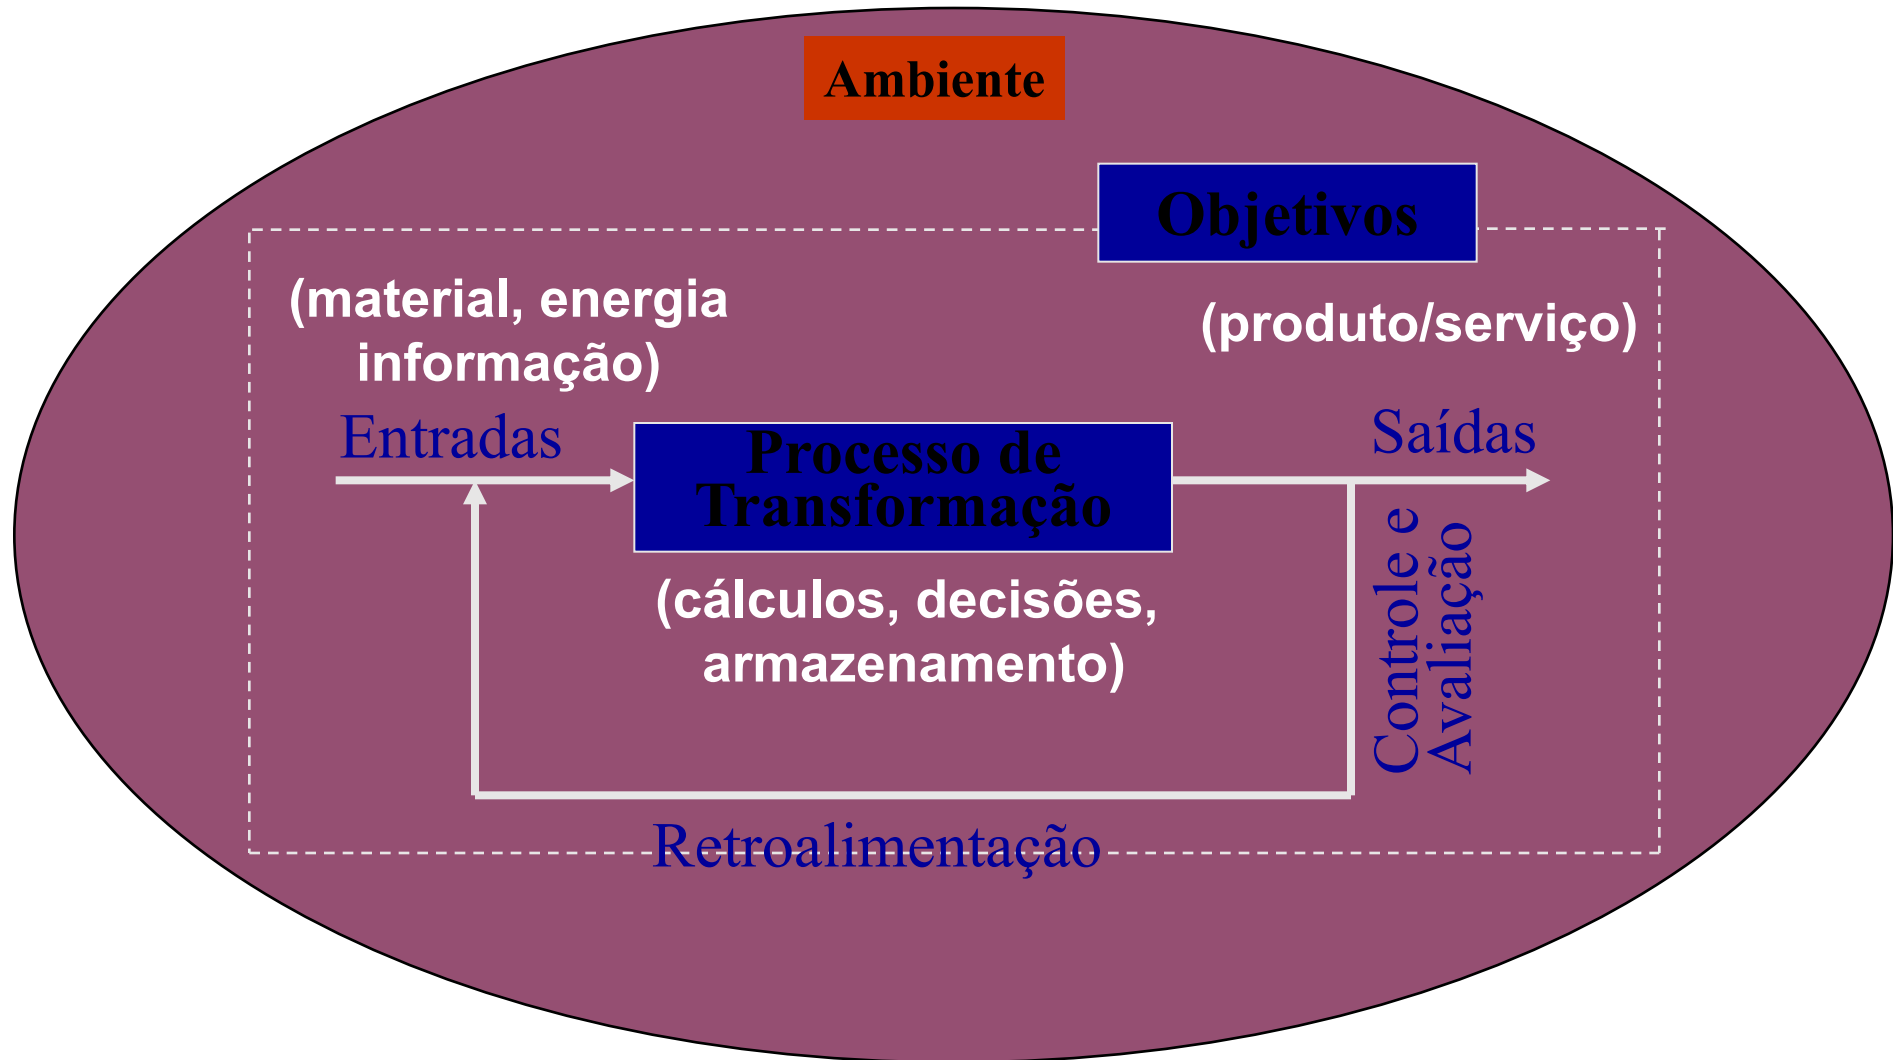 Ambiente
Objetivos
(material, energia
informação)
(produto/serviço)
Entradas
Processo de
Transformação
Saídas
(cálculos, decisões,
armazenamento)
Controle e
Avaliação
Retroalimentação